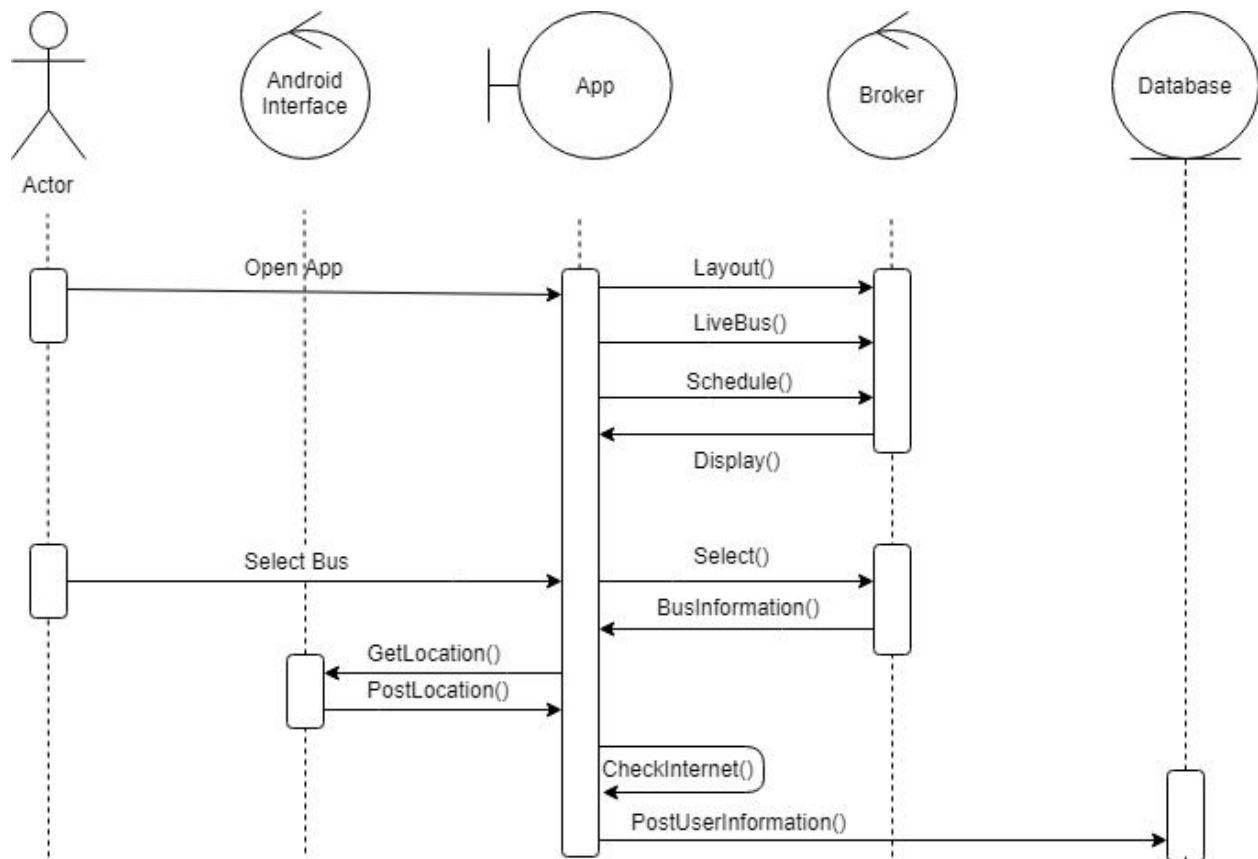 Android
Interface
App
Broker
Database
Actor
Open App
Layout()
LiveBus()
Schedule()
Display()
Select Bus
Select()
BusInformation()
GetLocation()
PostLocation()
CheckInternet()
PostUserInformation()